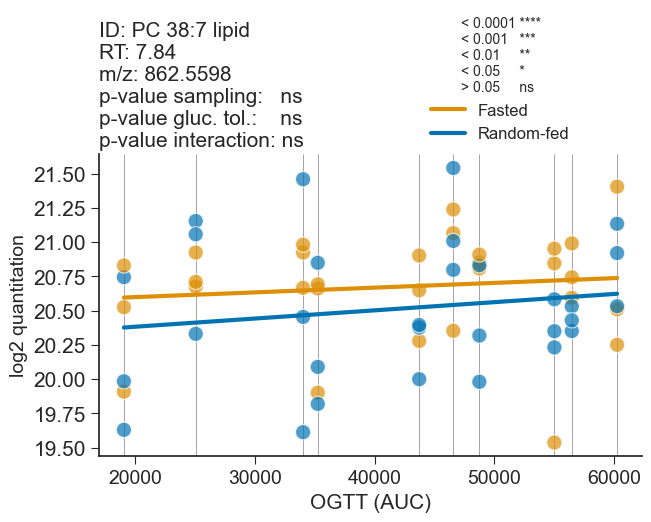 ID: PC 38:7 lipid
RT: 7.84
m/z: 862.5598
p-value sampling: ns
p-value gluc. tol.: ns
p-value interaction: ns
< 0.0001 ****
< 0.001 ***
< 0.01 **
< 0.05 *
> 0.05 ns
Fasted
Random-fed
log2 quantitation
21.50
21.25
21.00
20.75
20.50
20.25
20.00
19.75
19.50
20000 30000 40000 50000 60000
OGTT (AUC)